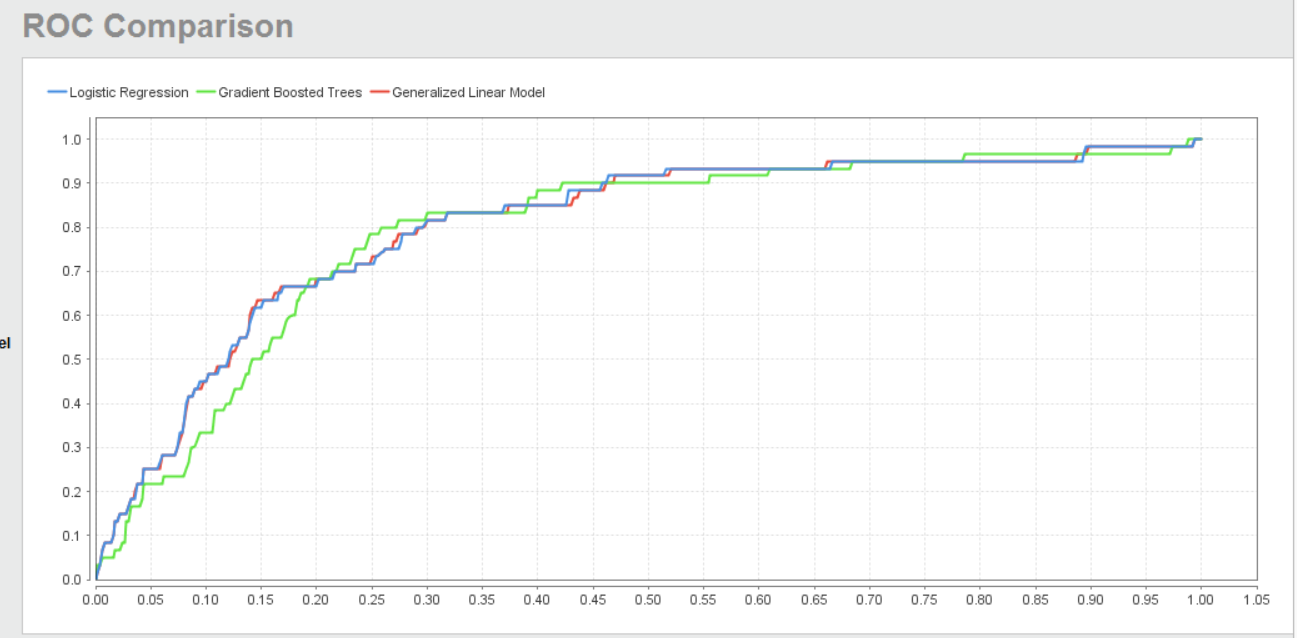 ROC Comparison
Logistic Regression Gradient Boosted Trees Generalized Linear Model
1.0
0.9
0.8
0.7
0.6
0.5
el
0.4
0.3
0.2
0.1
0.0
0.00 0.05 0.10 0.15 0.20 0.25 0.30 0.35 0.40 0.45 0.50 0.55 0.60 0.65 0.70 0.75 0.80 0.85 0.90 0.95 1.00 1.05